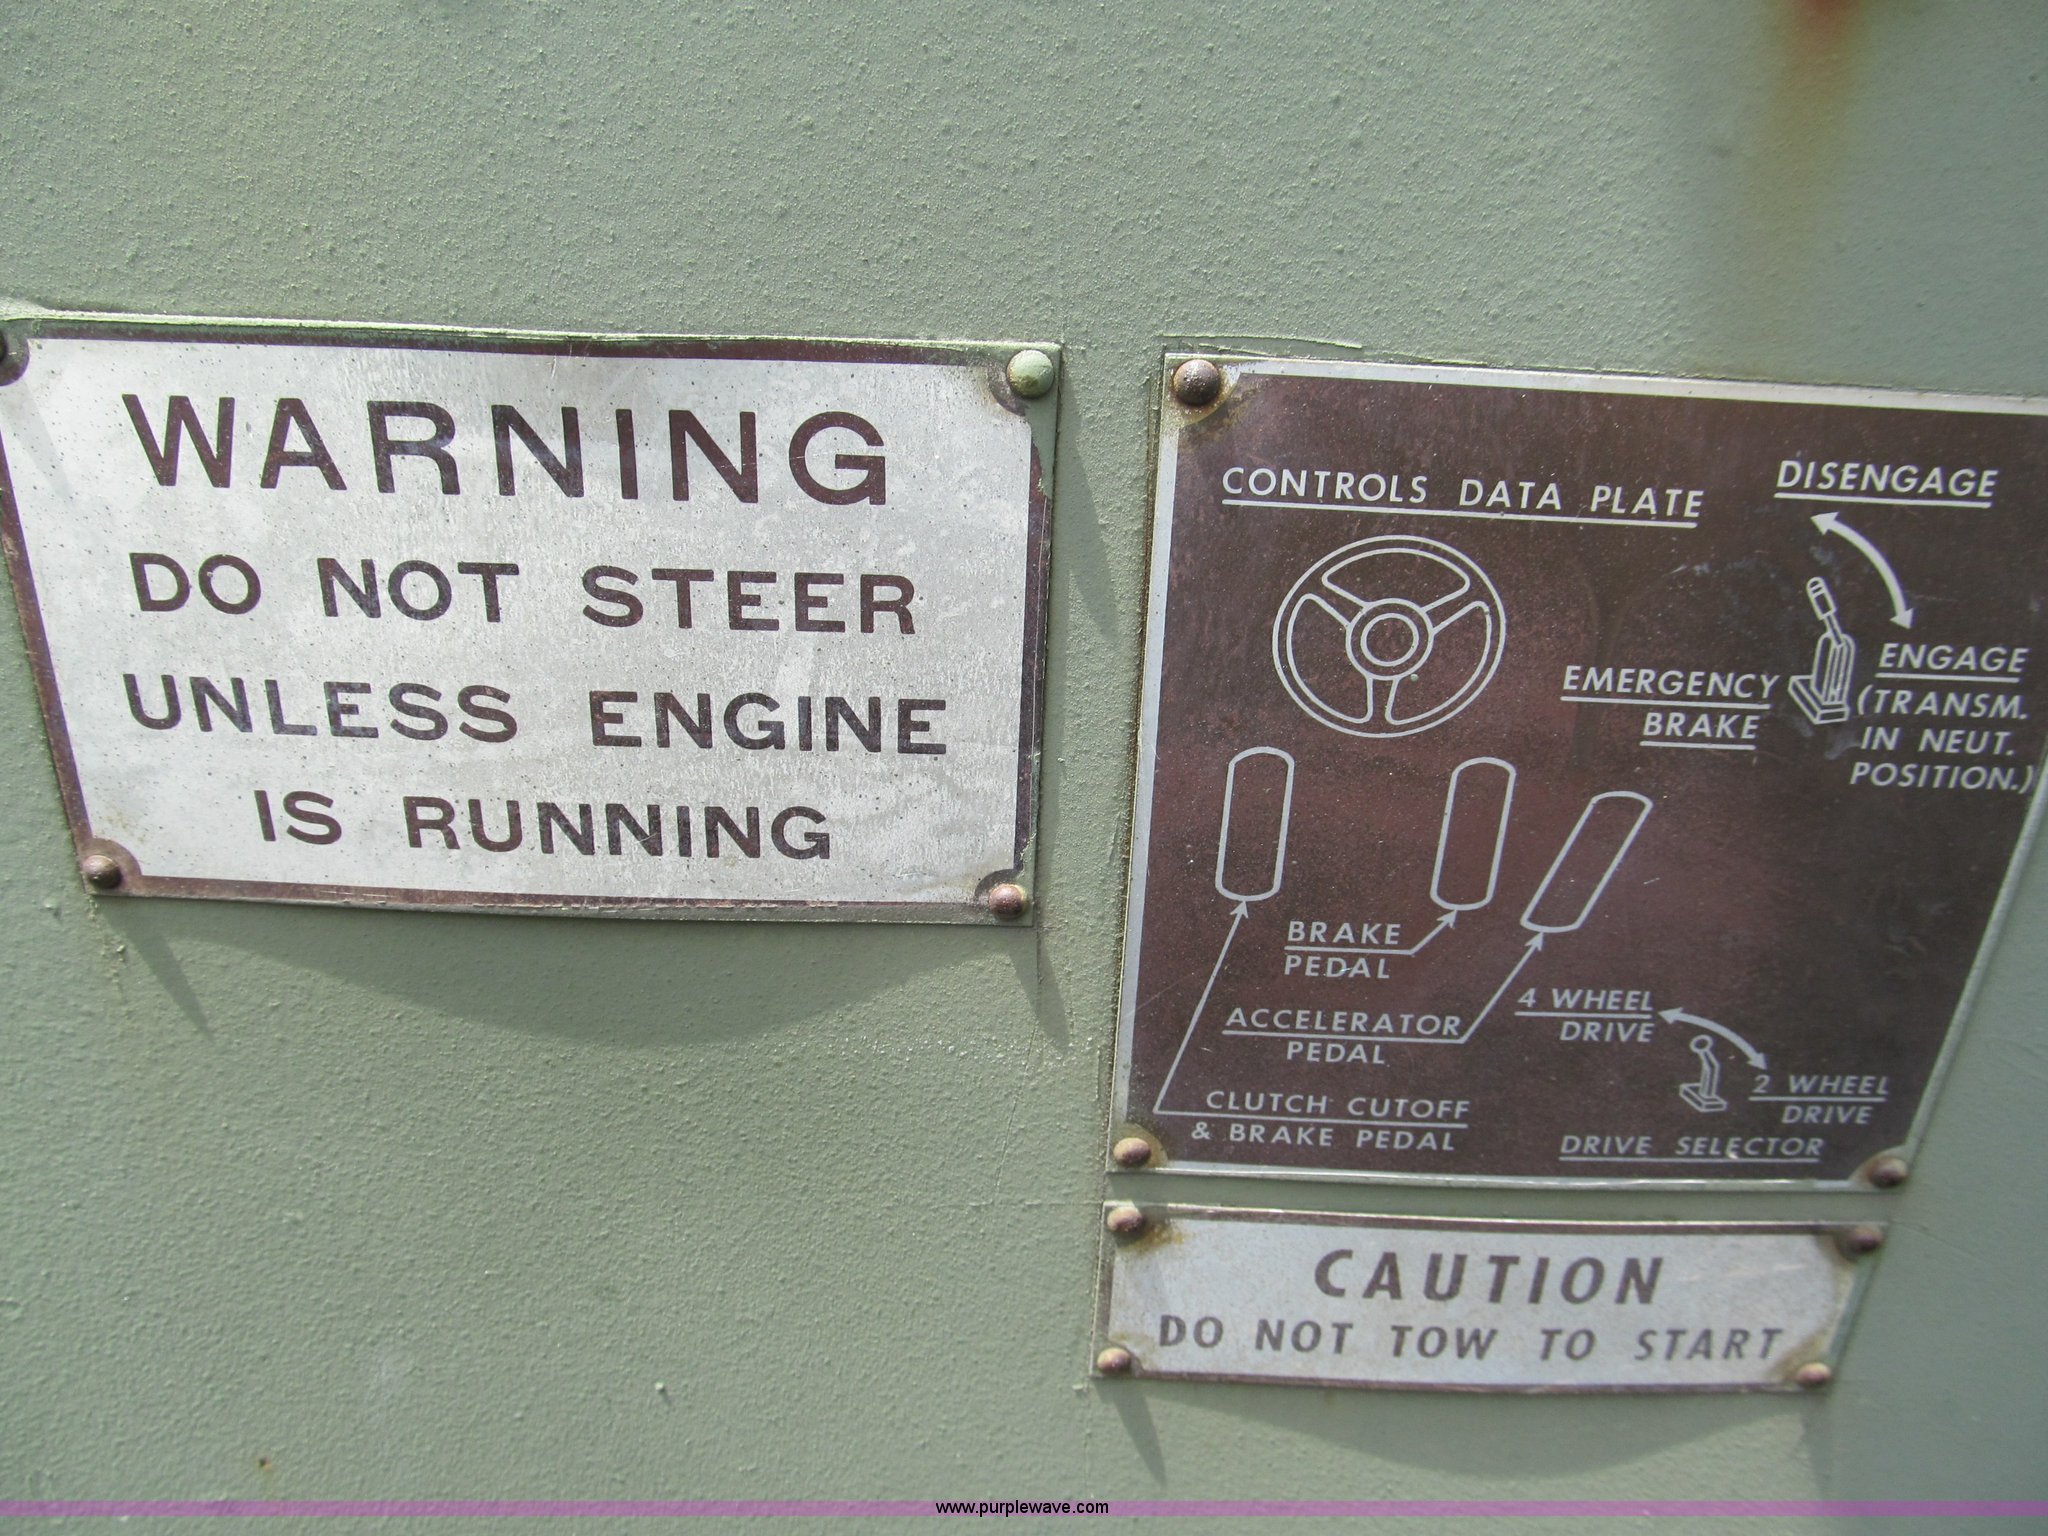 WARNING
DO NOT STEER
UNLESS ENGINE
IS RUNNING
CONTROLS DATA PLATE
DISENGAGE
ENGAGE
(TRANSM.
IN NEUT.
POSITION.)
EMERGENCY
BRAKE
BRAKE
PEDAL
ACCELERATOR
PEDAL
CLUTCH CUTOFF
& BRAKE PEDAL
4 WHEEL
DRIVE
2 WHEEL
DRIVE
DRIVE SELECTOR
CAUTION
DO NOT TOW TO START
www.purplewave.com